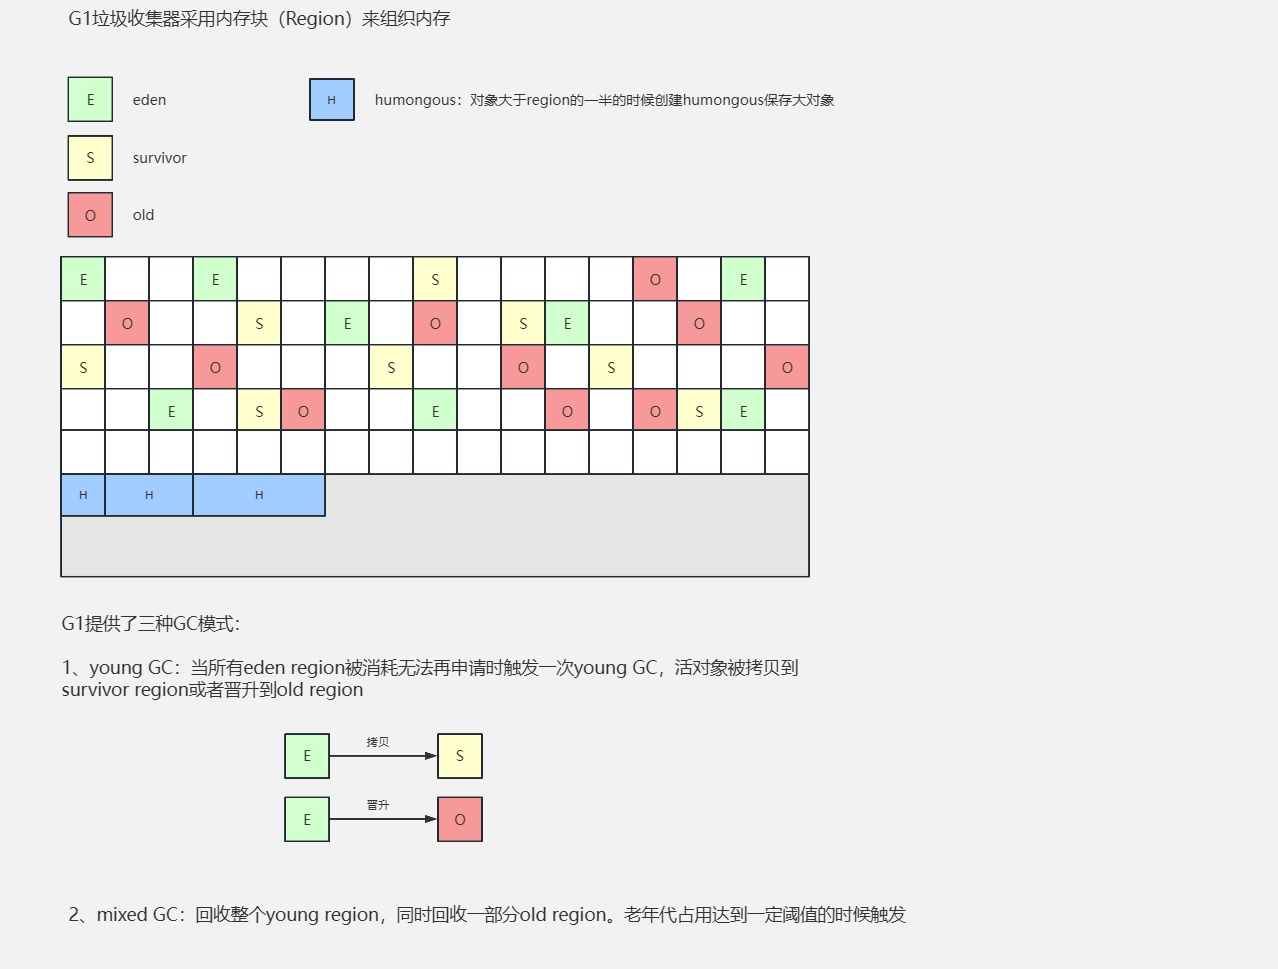 G1垃圾收集器采用内存块（Region）来组织内存
E eden H humongous：对象大于region的一半的时候创建humongous保存大对象
S survivor
O old
E E S O E
O S E O S E O
S O S O S O
E S O E O O S E
H H H
G1提供了三种GC模式：
1、young GC：当所有eden region被消耗无法再申请时触发一次young GC，活对象被拷贝到
survivor region或者晋升到old region
拷贝
E S
晋升
E O
2、mixed GC：回收整个young region，同时回收一部分old region。老年代占用达到一定阈值的时候触发